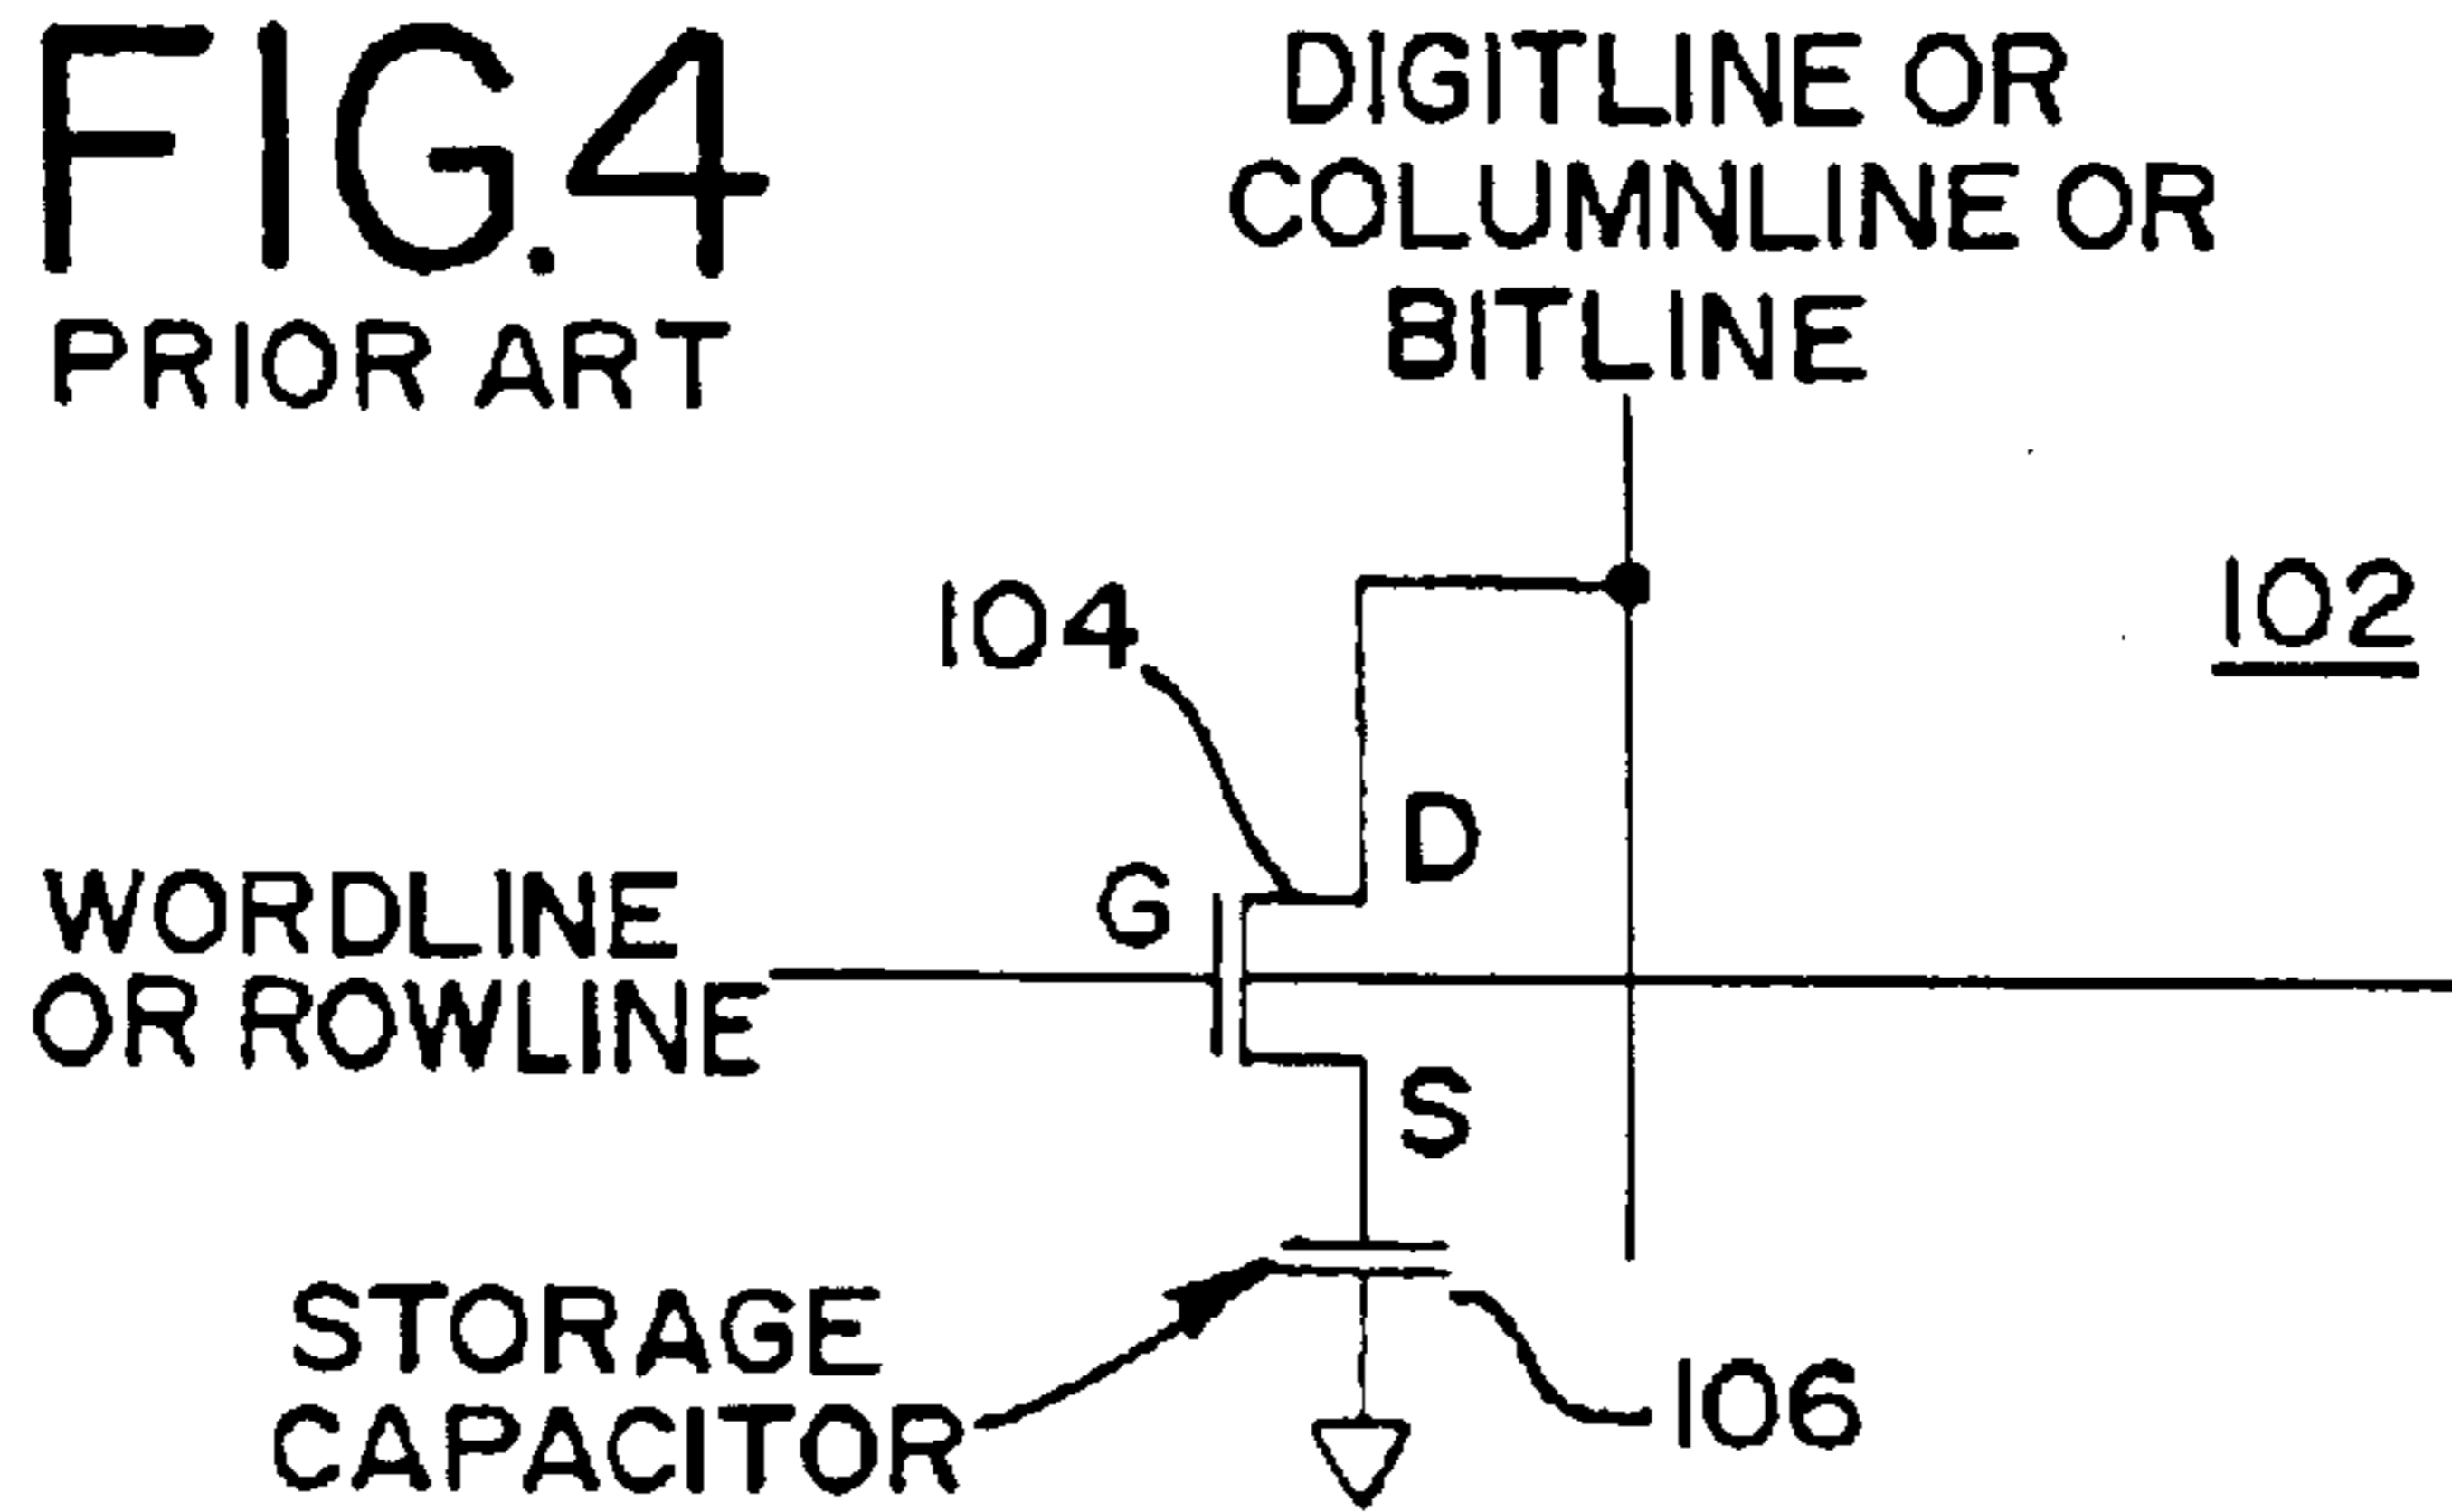 FIG.4
PRIOR ART
DIGITLINE OR
COLUMNLINE OR
BITLINE
104
102
D
G
WORDLINE
OR ROWLINE
S
STORAGE
CAPACITOR
106